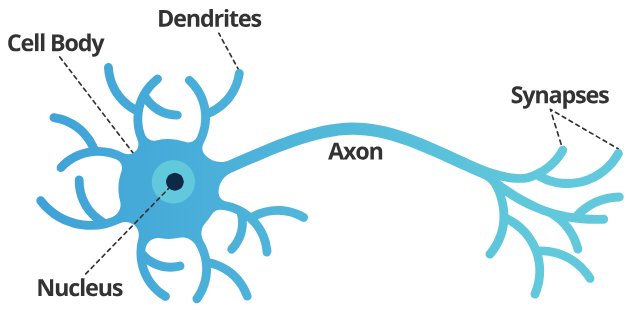 Dendrites
Cell Body
Synapses
Axon
Nucleus